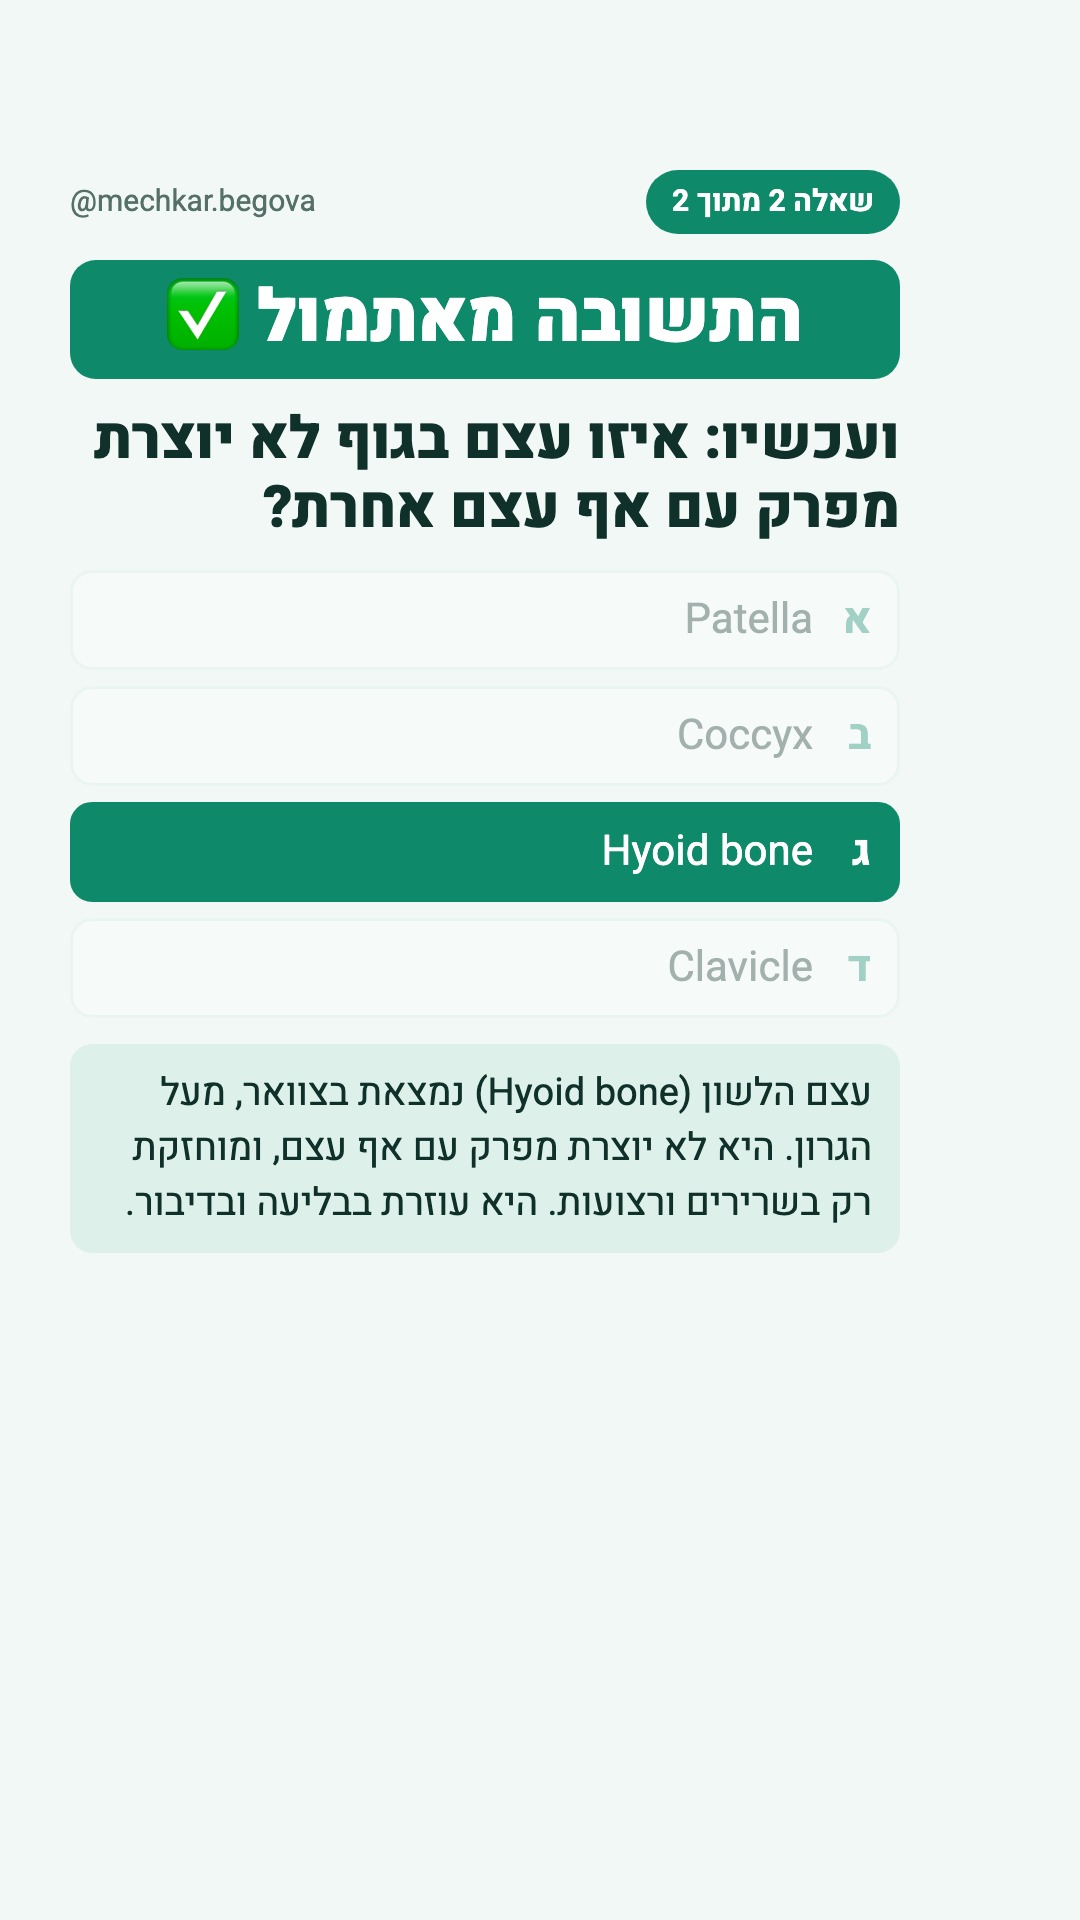 שאלה 2 מתוך 2
@mechkar.begova
התשובה מאתמול ✅
ועכשיו: איזו עצם בגוף לא יוצרת
מפרק עם אף עצם אחרת?
א Patella
ב Coccyx
ג Hyoid bone
ד Clavicle
עצם הלשון (Hyoid bone) נמצאת בצוואר, מעל
הגרון. היא לא יוצרת מפרק עם אף עצם, ומוחזקת
רק בשרירים ורצועות. היא עוזרת בבליעה ובדיבור.